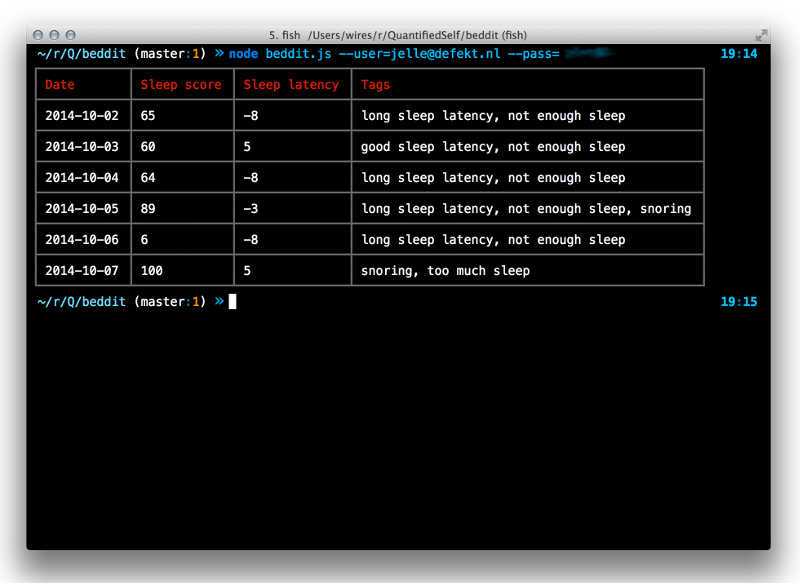 5. fish  /Users/wires/r/QuantifiedSelf/beddit (fish)
~/r/Q/beddit (master:1) » node beddit.js --user=jelle@defekt.nl --pass= 19:14
Date Sleep score Sleep latency Tags
2014-10-02 65 -8 long sleep latency, not enough sleep
2014-10-03 60 5 good sleep latency, not enough sleep
2014-10-04 64 -8 long sleep latency, not enough sleep
2014-10-05 89 -3 long sleep latency, not enough sleep, snoring
2014-10-06 6 -8 long sleep latency, not enough sleep
2014-10-07 100 5 snoring, too much sleep
~/r/Q/beddit (master:1) » 19:15